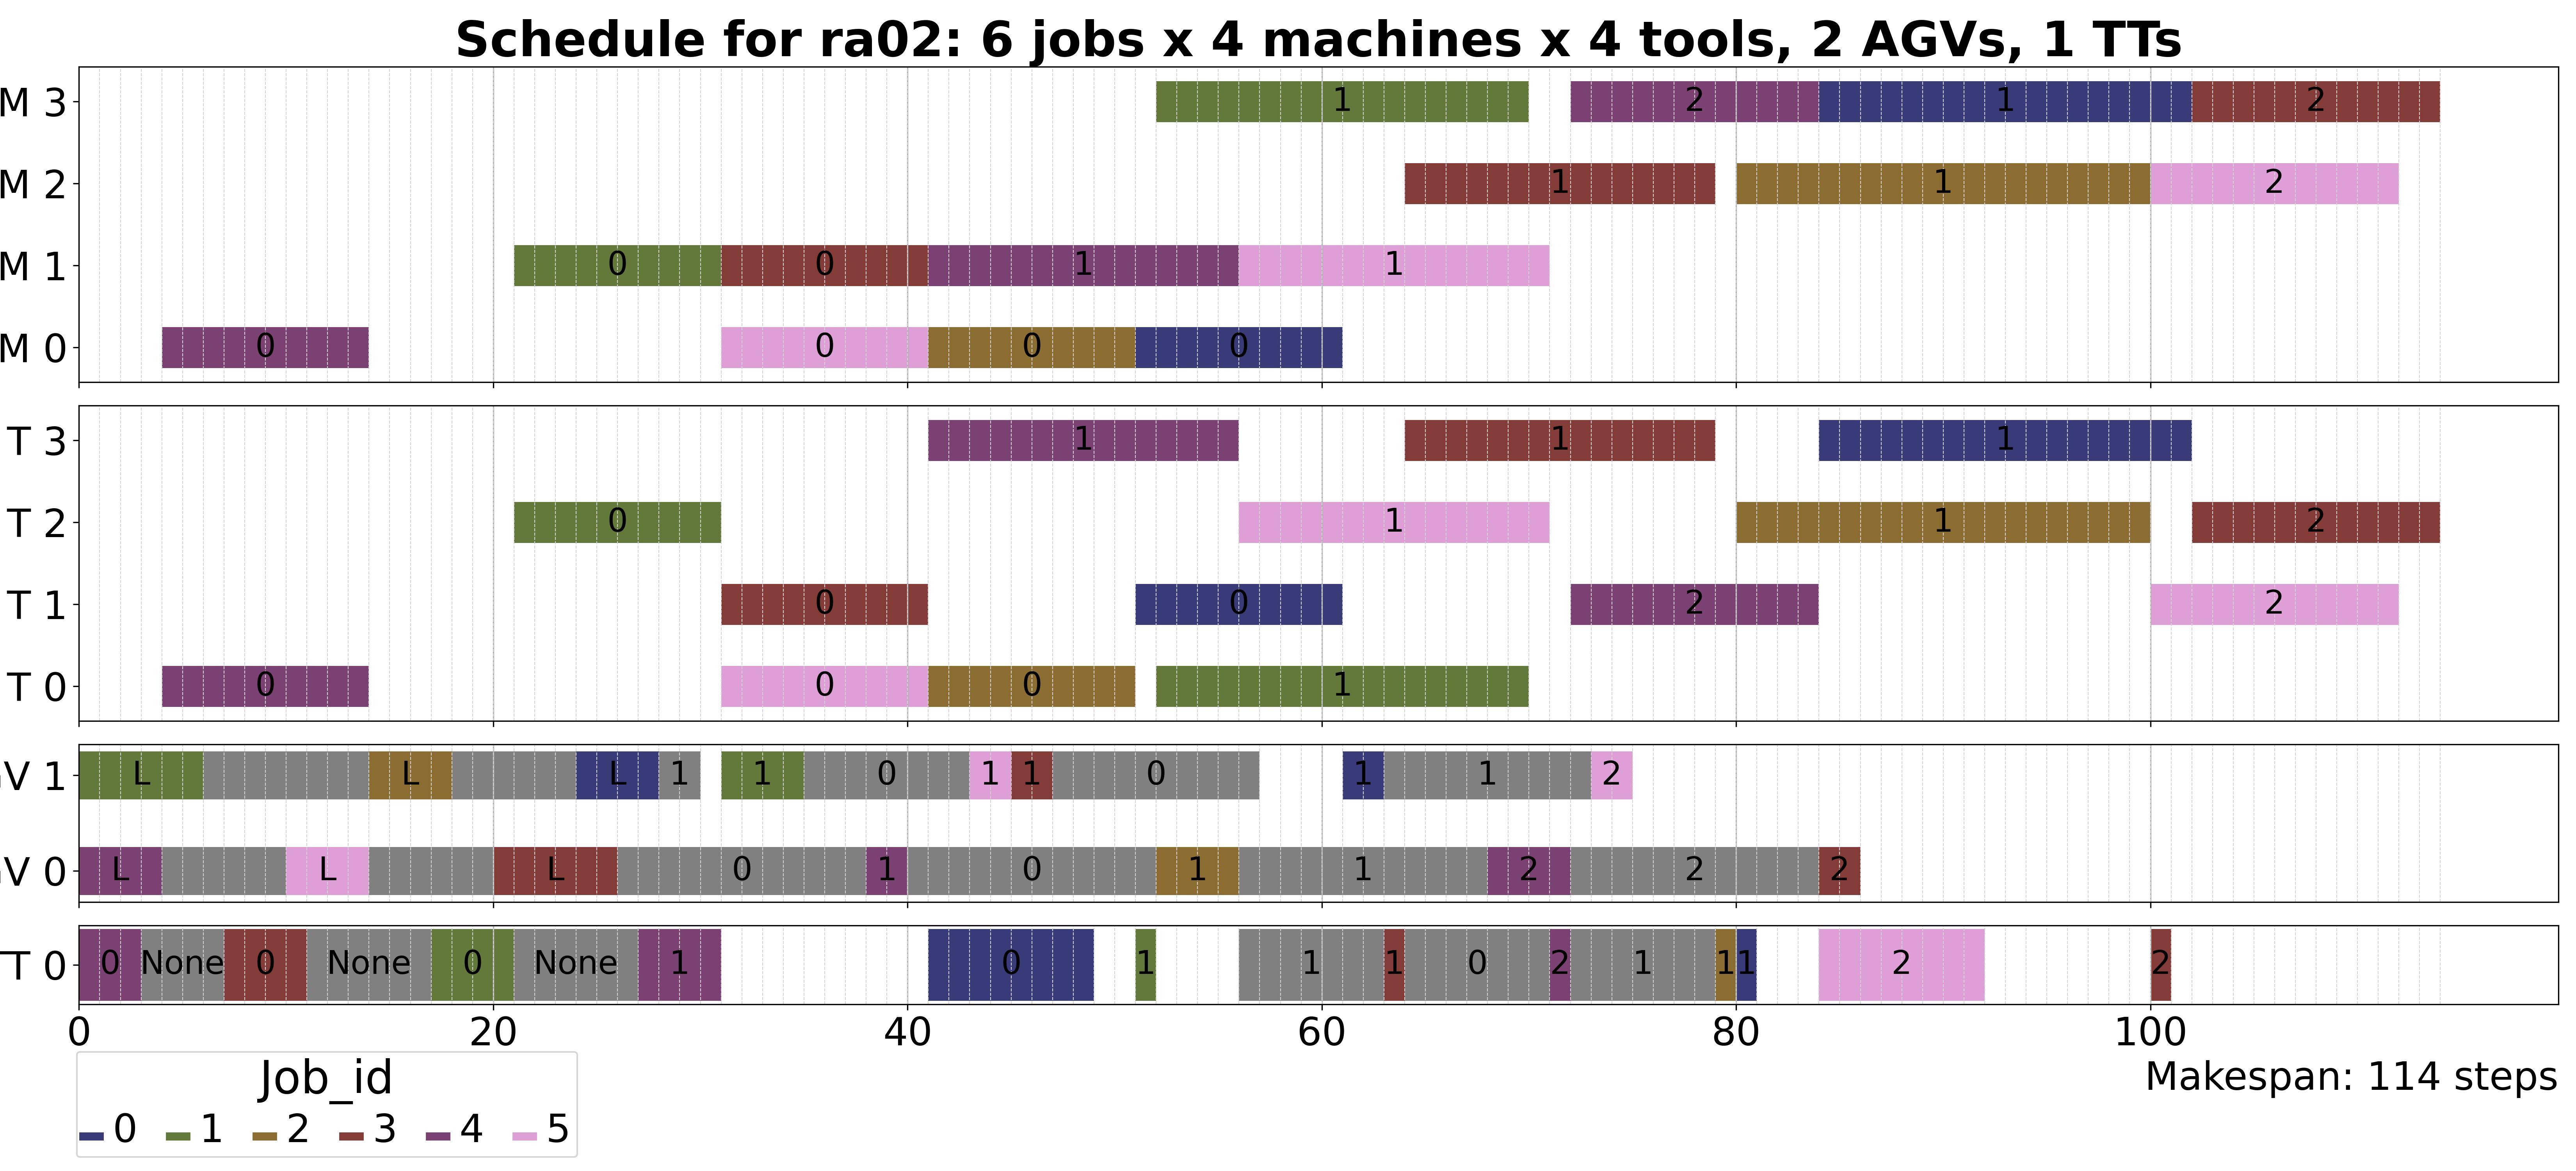 Schedule for ra02: 6 jobs x 4 machines x 4 tools, 2 AGVs, 1 TTs
M 3 1 2 1 2
M 2 1 1 2
M 1 0 0 1 1
M 0 0 0 0 0
T 3 1 1 1
T 2 0 1 1 2
T 1 0 0 2 2
T 0 0 0 0 1
V 1 L L L 1 1 0 1 1 0 1 1 2
V 0 L L L 0 1 0 1 1 2 2 2
T 0 0 None 0 None 0 None 1 0 1 1 1 0 2 1 1 1 2 2
0 20 40 60 80 100
Job_id
Makespan: 114 steps
0 1 2 3 4 5